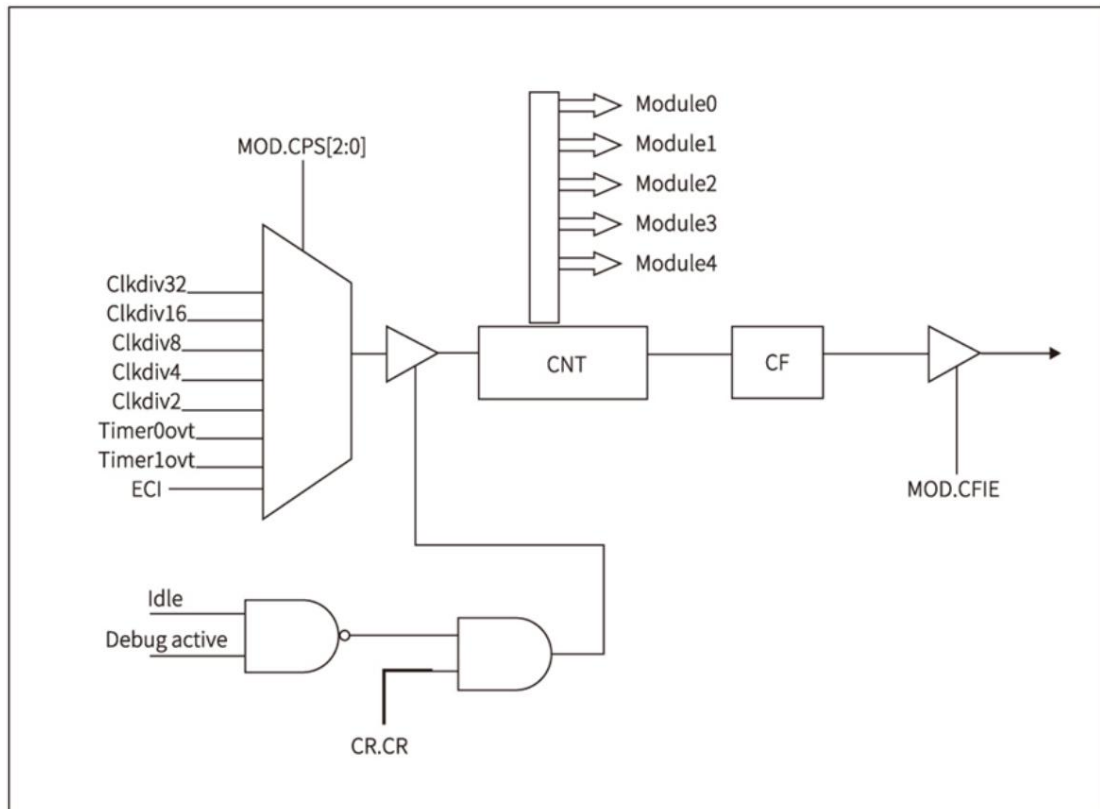 Module0
Module1
Module2
Module3
Module4
MOD.CPS[2:0]
Clkdiv32
Clkdiv16
Clkdiv8
Clkdiv4
Clkdiv2
Timer0ovt
Timer1ovt
ECI
CNT
CF
MOD.CFIE
Idle
Debug active
CR.CR